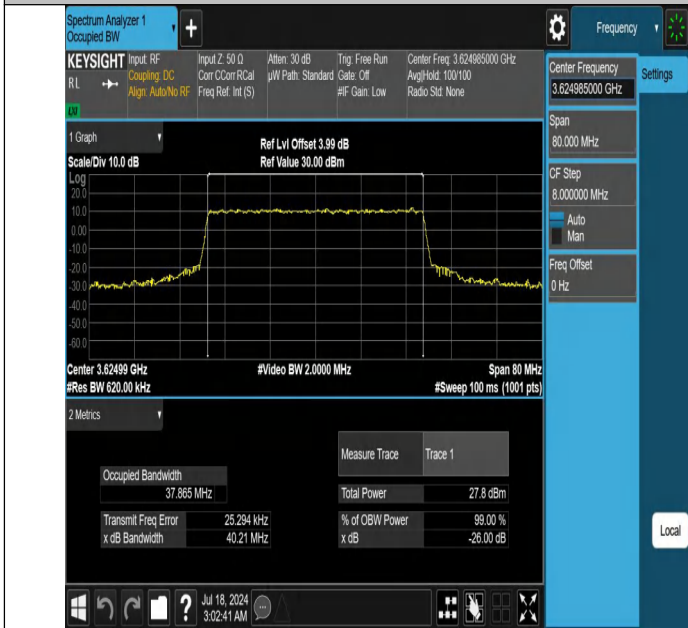 Spectrum Analyzer 1
Occupied BW
Frequency
KEYSIGHT
RL
LXI
Input: RF
Coupling: DC
Align: Auto/No RF
Input Z: 50 Ω
Corr CCorr RCal
Freq Ref: Int (S)
Atten: 30 dB
µW Path: Standard
Trig: Free Run
Gate: Off
#IF Gain: Low
Center Freq: 3.624985000 GHz
Avg|Hold: 100/100
Radio Std: None
Center Frequency
3.624985000 GHz
Settings
Span
80.000 MHz
CF Step
8.000000 MHz
Auto
Man
Freq Offset
0 Hz
Local
1 Graph
Scale/Div 10.0 dB
Ref Lvl Offset 3.99 dB
Ref Value 30.00 dBm
Log
20.0
10.0
0.00
-10.0
-20.0
-30.0
-40.0
-50.0
-60.0
Center 3.62499 GHz
#Video BW 2.0000 MHz
Span 80 MHz
#Res BW 620.00 kHz
#Sweep 100 ms (1001 pts)
2 Metrics
Measure Trace Trace 1
Occupied Bandwidth
37.865 MHz
Total Power 27.8 dBm
Transmit Freq Error 25.294 kHz
% of OBW Power 99.00 %
x dB Bandwidth 40.21 MHz
x dB -26.00 dB
?
Jul 18, 2024
3:02:41 AM